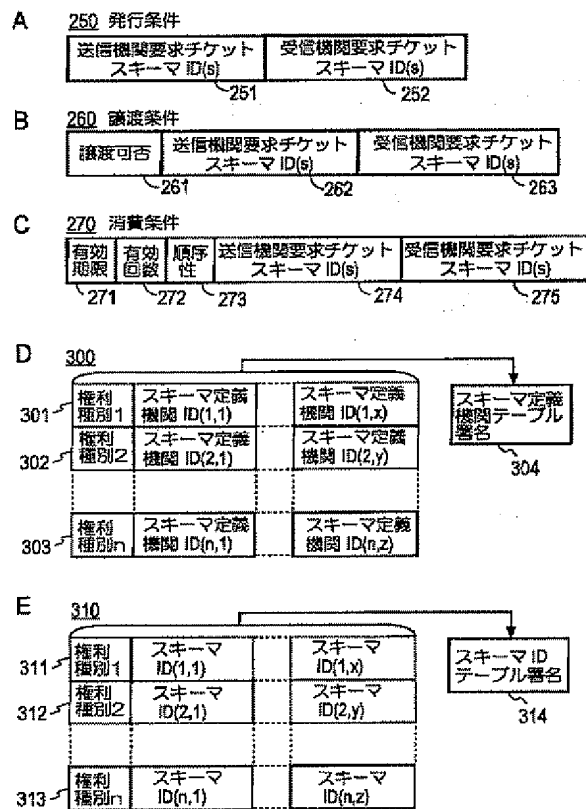 A 250 発行条件
送信機関要求チケット 受信機関要求チケット
スキーマ ID(s) スキーマ ID(s)
251 252
B 260 譲渡条件
譲渡可否 送信機関要求チケット 受信機関要求チケット
スキーマ ID(s) スキーマ ID(s)
261 262 263
C 270 消費条件
有効 有効 順序 送信機関要求チケット 受信機関要求チケット
期限 回数 性 スキーマ ID(s) スキーマ ID(s)
271 272 273 274 275
D 300
301 権利 スキーマ定義 スキーマ定義
種別1 機関 ID(1,1) 機関 ID(1,x)
302 権利 スキーマ定義 スキーマ定義
種別2 機関 ID(2,1) 機関 ID(2,y)
303 権利 スキーマ定義 スキーマ定義
種別n 機関 ID(n,1) 機関 ID(n,z)
スキーマ定義
機関テーブル
署名
304
E 310
311 権利 スキーマ スキーマ
種別1 ID(1,1) ID(1,x)
312 権利 スキーマ スキーマ
種別2 ID(2,1) ID(2,y)
313 権利 スキーマ スキーマ
種別n ID(n,1) ID(n,z)
スキーマ ID
テーブル署名
314